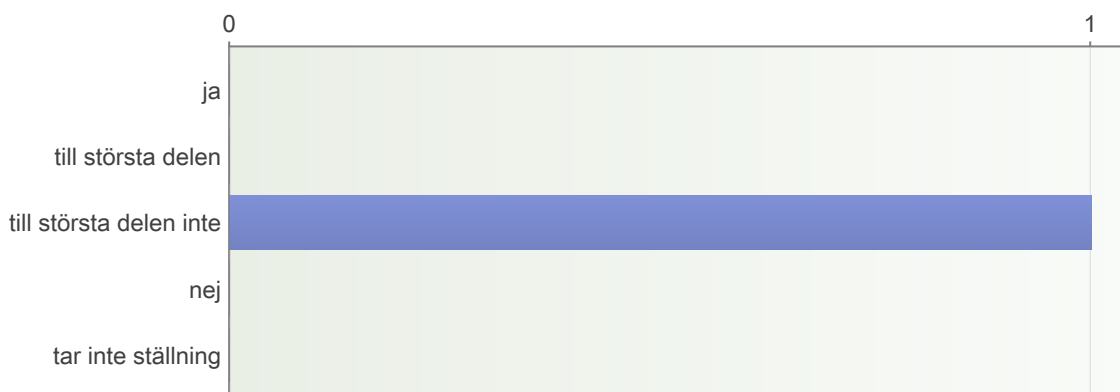 0 1
ja
till största delen
till största delen inte
nej
tar inte ställning